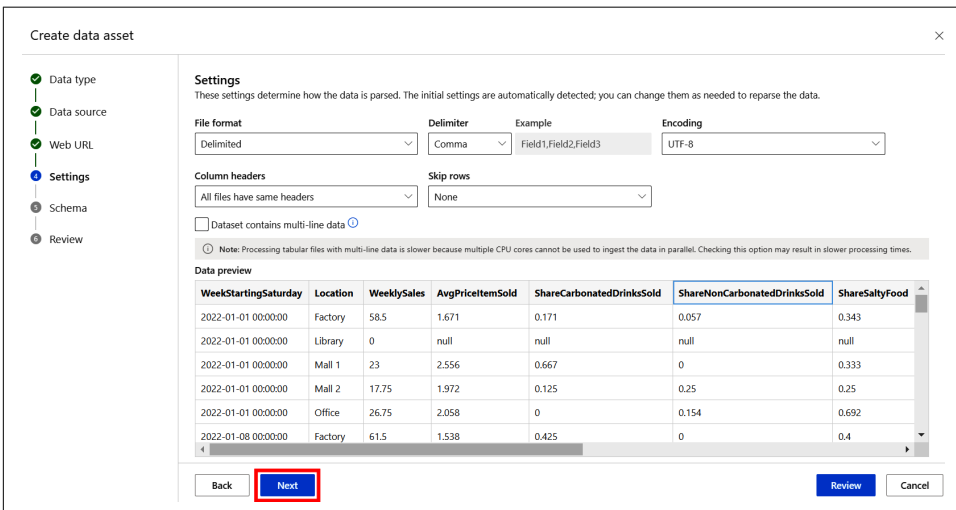 Create data asset
Data type
Data source
Web URL
4 Settings
5 Schema
6 Review
Settings
These settings determine how the data is parsed. The initial settings are automatically detected; you can change them as needed to reparse the data.
File format Delimiter Example Encoding
Delimited Comma Field1,Field2,Field3 UTF-8
Column headers Skip rows
All files have same headers None
Dataset contains multi-line data
Note: Processing tabular files with multi-line data is slower because multiple CPU cores cannot be used to ingest the data in parallel. Checking this option may result in slower processing times.
Data preview
WeekStartingSaturday Location WeeklySales AvgPriceItemSold ShareCarbonatedDrinksSold ShareNonCarbonatedDrinksSold ShareSaltyFood
2022-01-01 00:00:00 Factory 58.5 1.671 0.171 0.057 0.343
2022-01-01 00:00:00 Library 0 null null null null
2022-01-01 00:00:00 Mall 1 23 2.556 0.667 0 0.333
2022-01-01 00:00:00 Mall 2 17.75 1.972 0.125 0.25 0.25
2022-01-01 00:00:00 Office 26.75 2.058 0 0.154 0.692
2022-01-08 00:00:00 Factory 61.5 1.538 0.425 0 0.4
Back Next Review Cancel